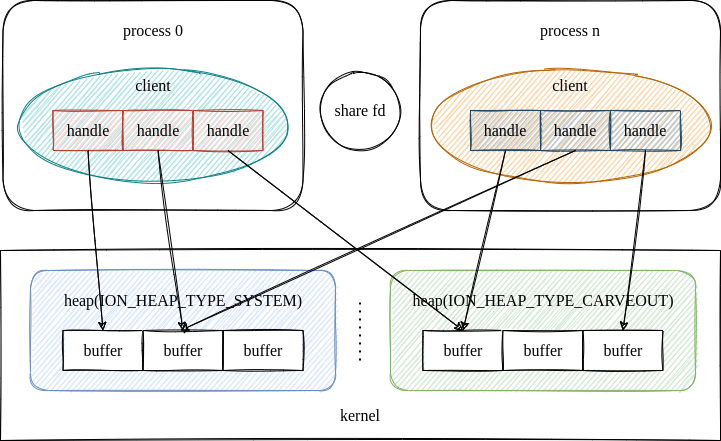 process 0
process n
client
client
handle handle handle
share fd
handle handle handle
heap(ION_HEAP_TYPE_SYSTEM)
heap(ION_HEAP_TYPE_CARVEOUT)
buffer buffer buffer
buffer buffer buffer
kernel